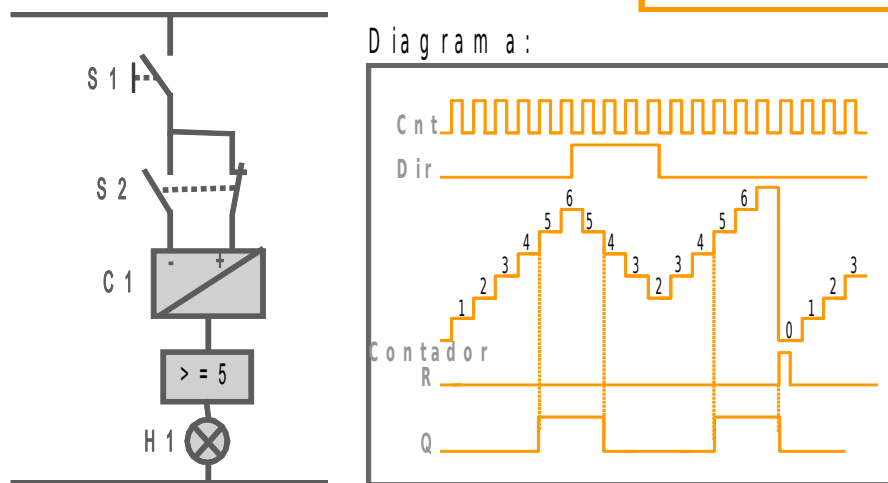 Diagrama:
S1
S2
- +
C1
>=5
H1
Cnt
Dir
1 2 3 4 5 6 5 4 3 2 3 4 5 6 0 1 2 3
Contador
R
Q